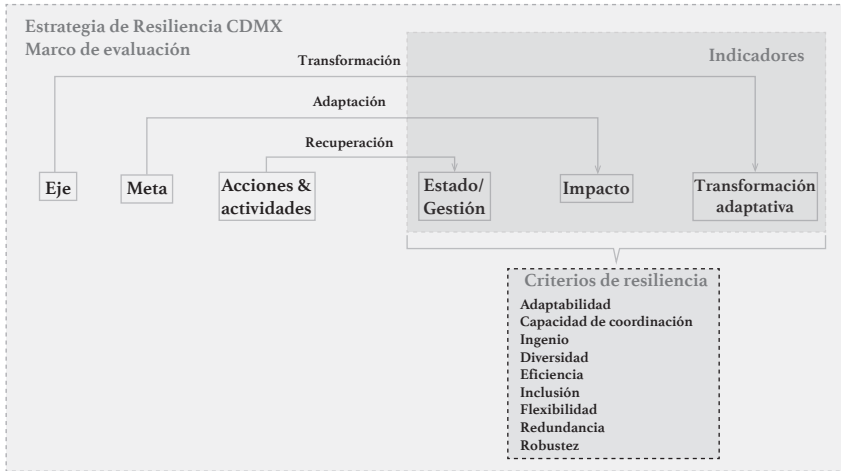 Estrategia de Resiliencia CDMX
Marco de evaluación
Indicadores
Transformación
Adaptación
Recuperación
Eje
Meta
Acciones &
actividades
Estado/
Gestión
Impacto
Transformación
adaptativa
Criterios de resiliencia
Adaptabilidad
Capacidad de coordinación
Ingenio
Diversidad
Eficiencia
Inclusión
Flexibilidad
Redundancia
Robustez